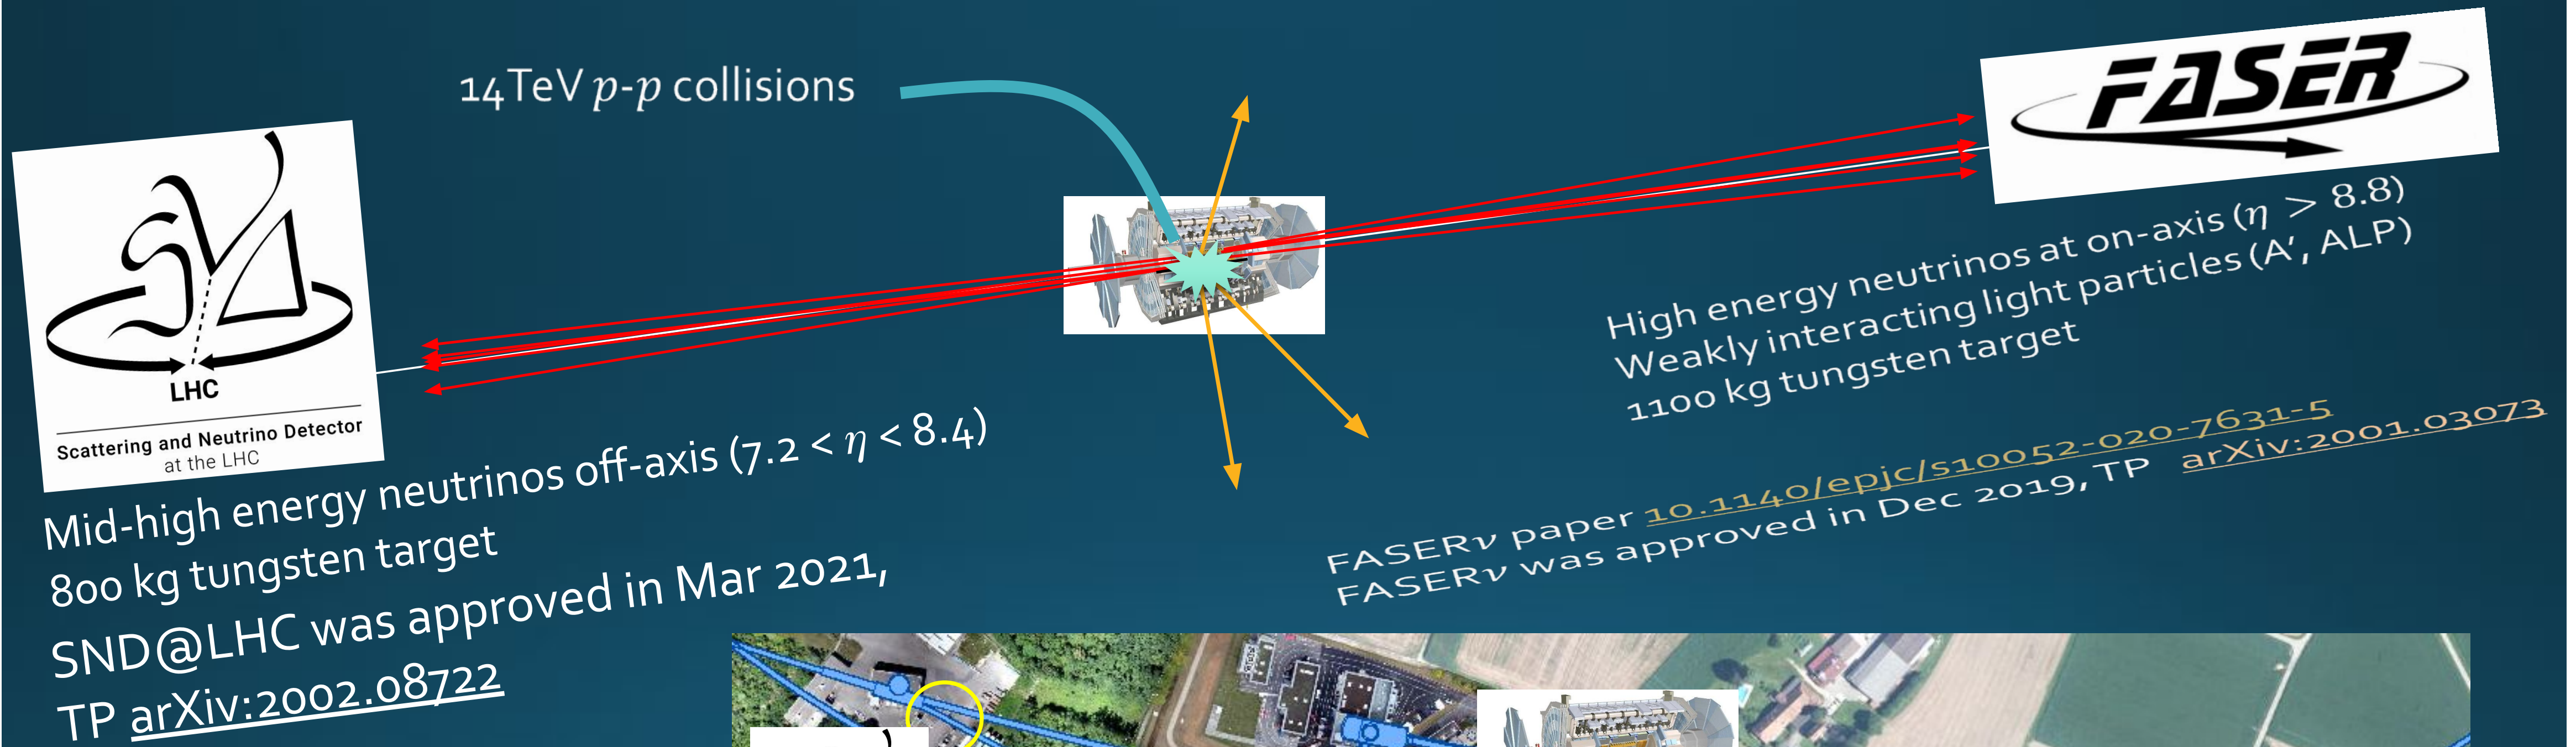 14TeV p-p collisions
FASER
SND
LHC
Scattering and Neutrino Detector
at the LHC
Mid-high energy neutrinos off-axis (7.2 < η < 8.4)
800 kg tungsten target
SND@LHC was approved in Mar 2021,
TP arXiv:2002.08722
High energy neutrinos at on-axis (η > 8.8)
Weakly interacting light particles (A′, ALP)
1100 kg tungsten target
FASERν paper 10.1140/epjc/s10052-020-7631-5
FASERν was approved in Dec 2019, TP arXiv:2001.03073